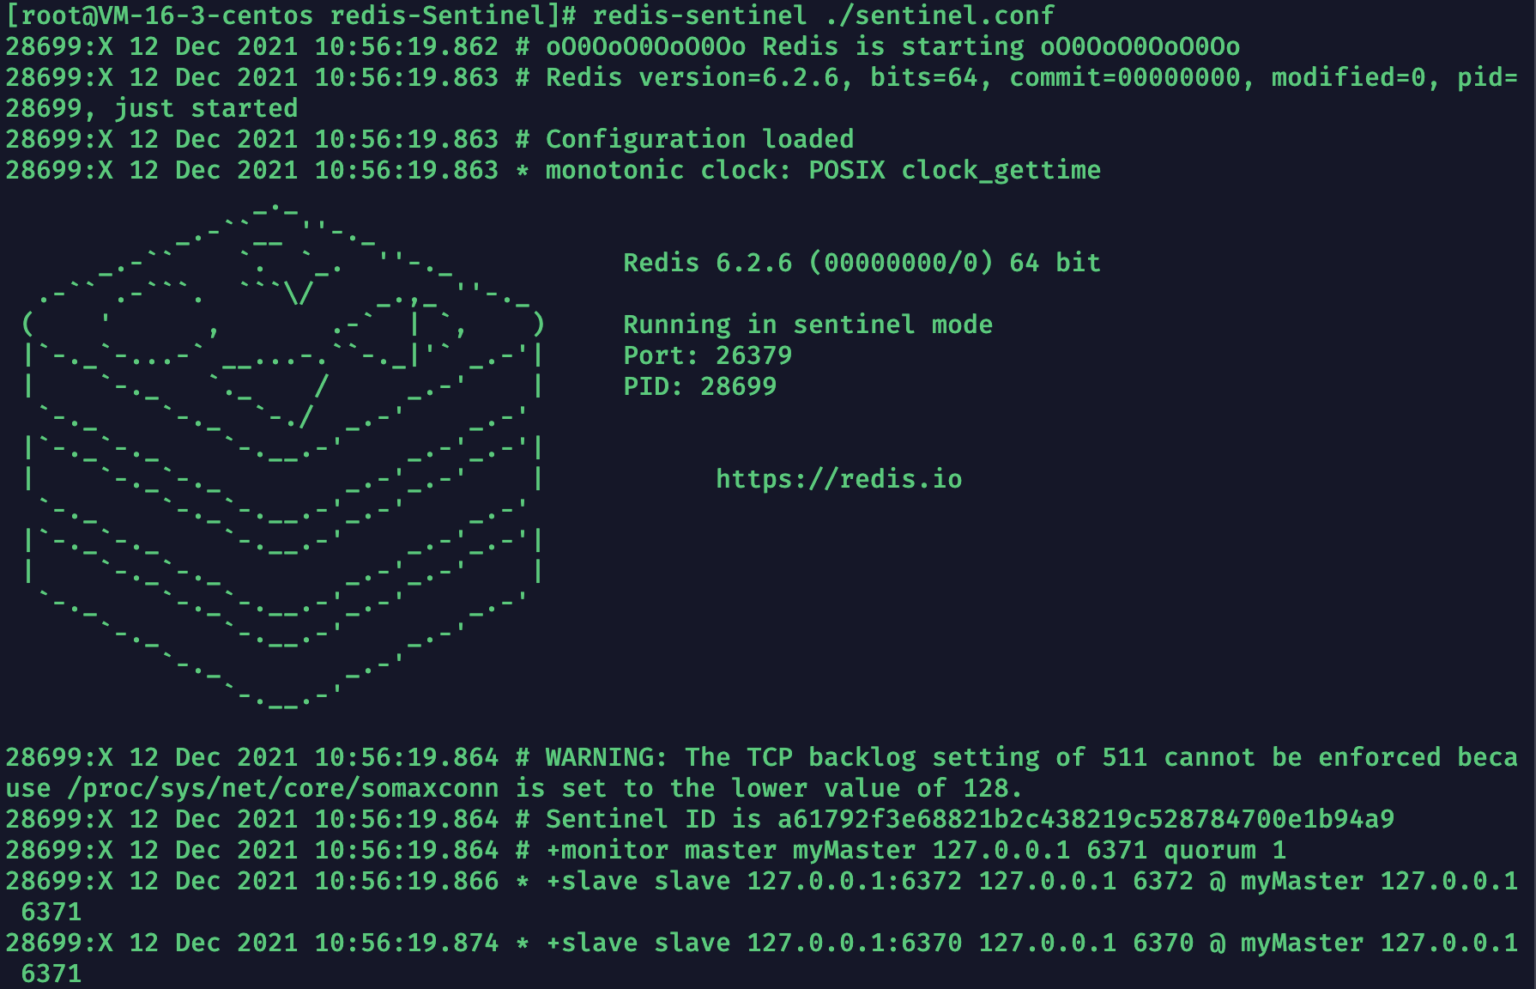 [root@VM-16-3-centos redis-Sentinel]# redis-sentinel ./sentinel.conf
28699:X 12 Dec 2021 10:56:19.862 # oO0OoO0OoO0Oo Redis is starting oO0OoO0OoO0Oo
28699:X 12 Dec 2021 10:56:19.863 # Redis version=6.2.6, bits=64, commit=00000000, modified=0, pid=
28699, just started
28699:X 12 Dec 2021 10:56:19.863 # Configuration loaded
28699:X 12 Dec 2021 10:56:19.863 * monotonic clock: POSIX clock_gettime
Redis 6.2.6 (00000000/0) 64 bit
Running in sentinel mode
Port: 26379
PID: 28699
https://redis.io
28699:X 12 Dec 2021 10:56:19.864 # WARNING: The TCP backlog setting of 511 cannot be enforced beca
use /proc/sys/net/core/somaxconn is set to the lower value of 128.
28699:X 12 Dec 2021 10:56:19.864 # Sentinel ID is a61792f3e68821b2c438219c528784700e1b94a9
28699:X 12 Dec 2021 10:56:19.864 # +monitor master myMaster 127.0.0.1 6371 quorum 1
28699:X 12 Dec 2021 10:56:19.866 * +slave slave 127.0.0.1:6372 127.0.0.1 6372 @ myMaster 127.0.0.1
6371
28699:X 12 Dec 2021 10:56:19.874 * +slave slave 127.0.0.1:6370 127.0.0.1 6370 @ myMaster 127.0.0.1
6371